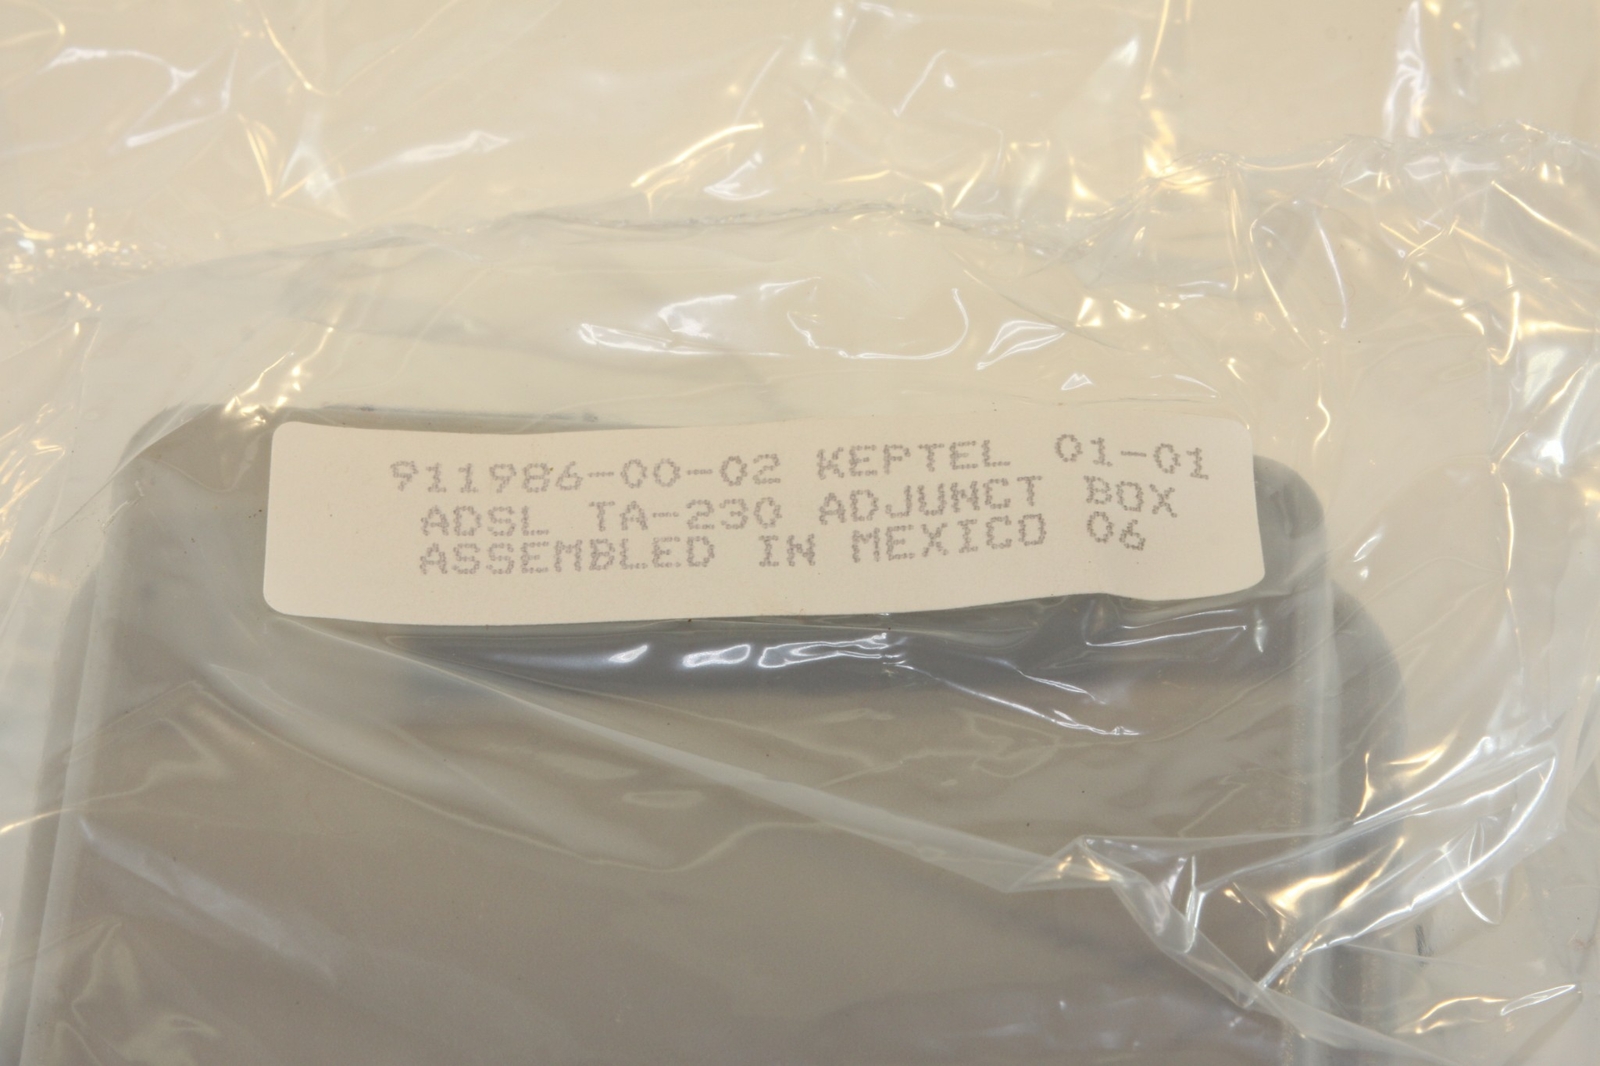 911986-00-02 KEPTEL 01-01
ADSL TA-230 ADJUNCT BOX
ASSEMBLED IN MEXICO 06